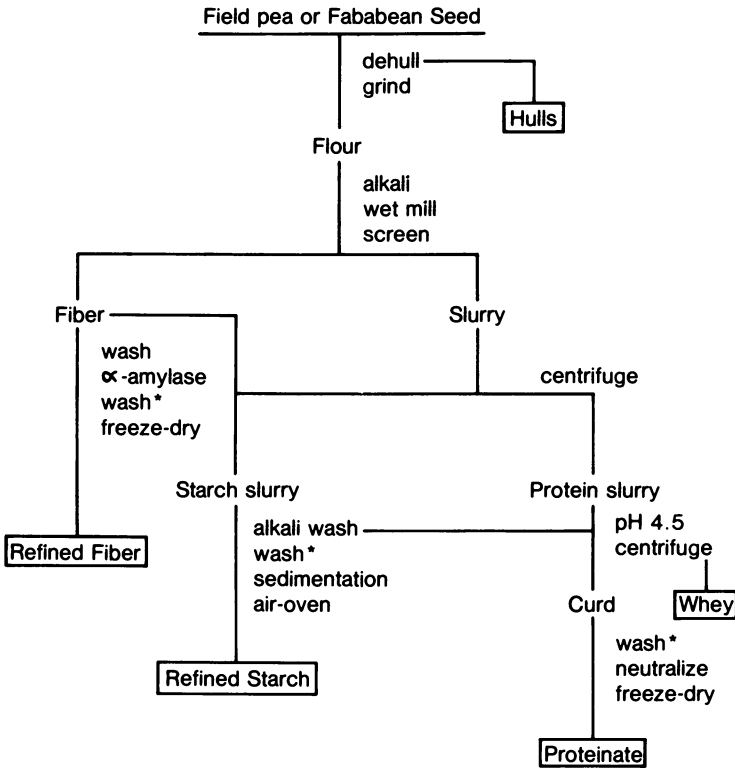 Field pea or Fababean Seed
dehull
grind
Hulls
Flour
alkali
wet mill
screen
Fiber
Slurry
wash
∝-amylase
wash*
freeze-dry
centrifuge
Starch slurry
Protein slurry
Refined Fiber
alkali wash
wash*
sedimentation
air-oven
pH 4.5
centrifuge
Curd
Whey
wash*
neutralize
freeze-dry
Refined Starch
Proteinate